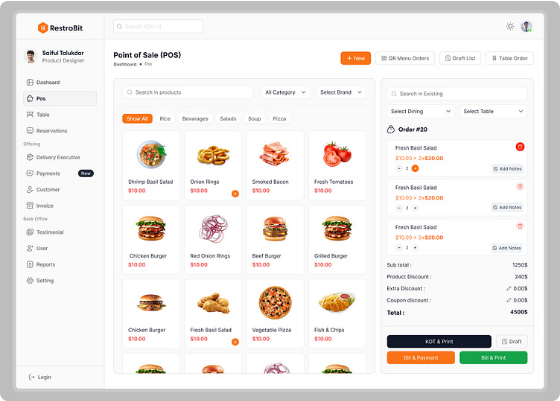 RestroBit
Search (Ctrl+/)
Saiful Talukdar
Product Designer
Dashoard
Pos
Table
Reservations
Offering
Delivery Executive
Payments
New
Customer
Invoice
Back Office
Testimonial
User
Reports
Setting
Login
Point of Sale (POS)
Dashboard • Pos
+ New
QR Menu Orders
Draft List
Table Order
Search in products
All Category
Select Brand
Show All
Rice
Beverages
Salads
Soup
Pizza
Shrimp Basil Salad
$10.00
Onion Rings
$10.00
Smoked Bacon
$10.00
Fresh Tomatoes
$10.00
Chicken Burger
$10.00
Red Onion Rings
$10.00
Beef Burger
$10.00
Grilled Burger
$10.00
Chicken Burger
$10.00
Fresh Basil Salad
$10.00
Vegetable Pizza
$10.00
Fish & Chips
$10.00
Search in Existing
Select Dining
Select Table
Order #20
Fresh Basil Salad
$10.00 × 2=$20.00
Add Notes
Fresh Basil Salad
$10.00 × 2=$20.00
Add Notes
Fresh Basil Salad
$10.00 × 2=$20.00
Add Notes
Sub total : 1250$
Product Discount : 240$
Extra Discount : 0.00$
Coupon discount : 0.00$
Total : 4500$
KOT & Print
Draft
Bill & Payment
Bill & Print